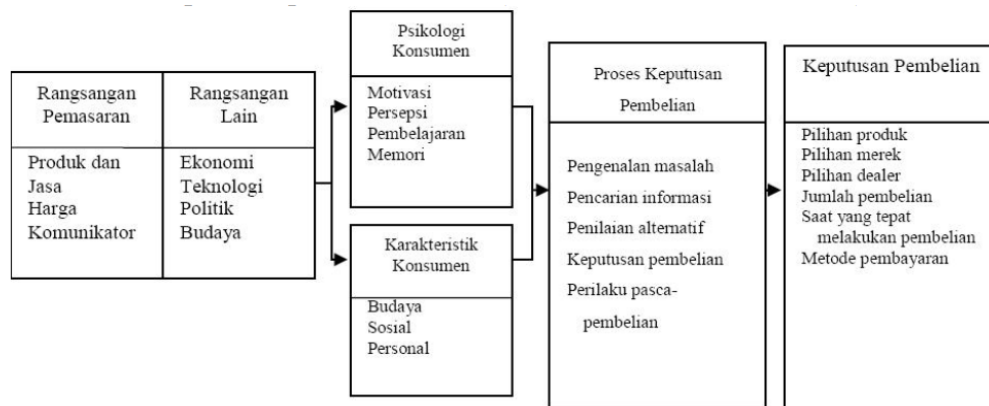 Rangsangan
Pemasaran
Produk dan
Jasa
Harga
Komunikator
Rangsangan
Lain
Ekonomi
Teknologi
Politik
Budaya
Psikologi
Konsumen
Motivasi
Persepsi
Pembelajaran
Memori
Karakteristik
Konsumen
Budaya
Sosial
Personal
Proses Keputusan
Pembelian
Pengenalan masalah
Pencarian informasi
Penilaian alternatif
Keputusan pembelian
Perilaku pasca-
pembelian
Keputusan Pembelian
Pilihan produk
Pilihan merek
Pilihan dealer
Jumlah pembelian
Saat yang tepat
melakukan pembelian
Metode pembayaran